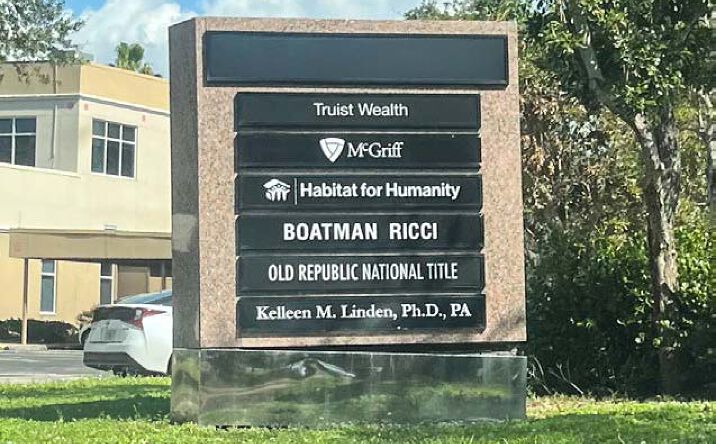 Truist Wealth
McGriff
Habitat for Humanity
BOATMAN RICCI
OLD REPUBLIC NATIONAL TITLE
Kelleen M. Linden, Ph.D., PA